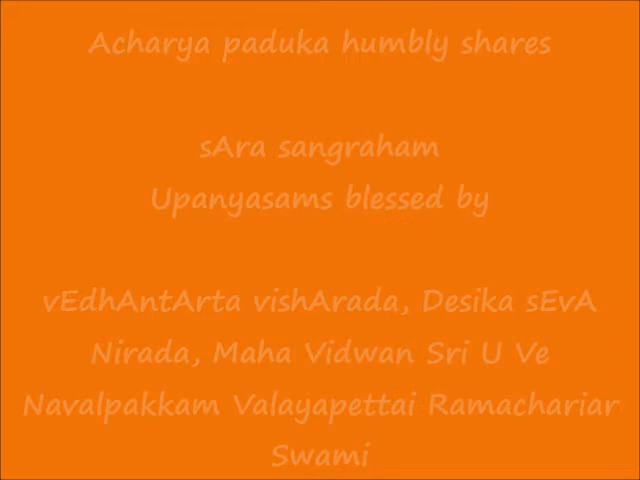 Acharya paduka humbly shares
sAra sangraham
Upanyasams blessed by
vEdhAntArta vishArada, Desika sEvA
Nirada, Maha Vidwan Sri U Ve
Navalpakkam Valayapettai Ramachariar
Swami